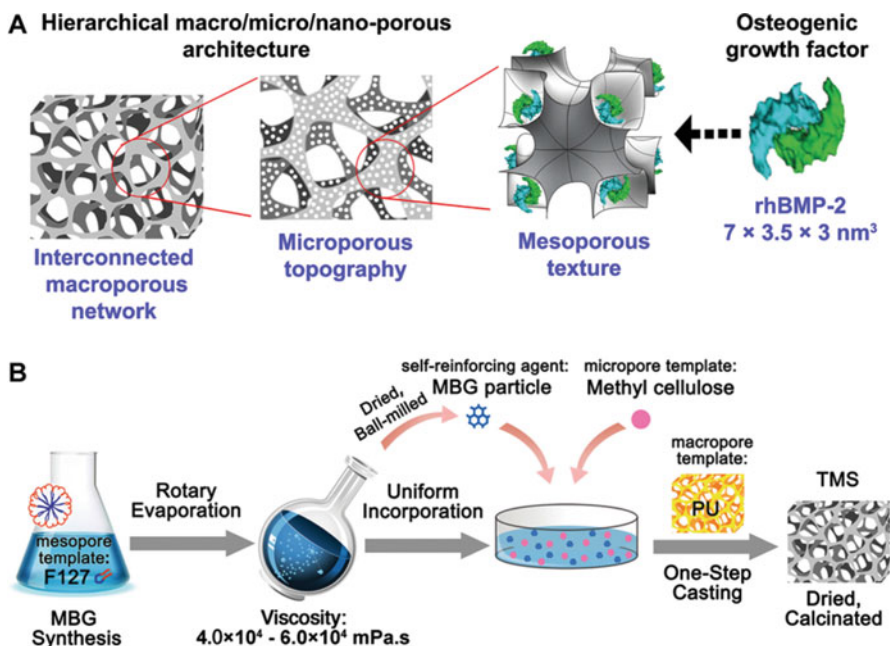 A
Hierarchical macro/micro/nano-porous
architecture
Osteogenic
growth factor
Interconnected
macroporous
network
Microporous
topography
Mesoporous
texture
rhBMP-2
7 × 3.5 × 3 nm³
B
mesopore
template:
F127
MBG
Synthesis
Rotary
Evaporation
Viscosity:
4.0×10⁴ - 6.0×10⁴ mPa.s
Dried,
Ball-milled
self-reinforcing agent:
MBG particle
micropore template:
Methyl cellulose
Uniform
Incorporation
macropore
template:
PU
One-Step
Casting
TMS
Dried,
Calcinated